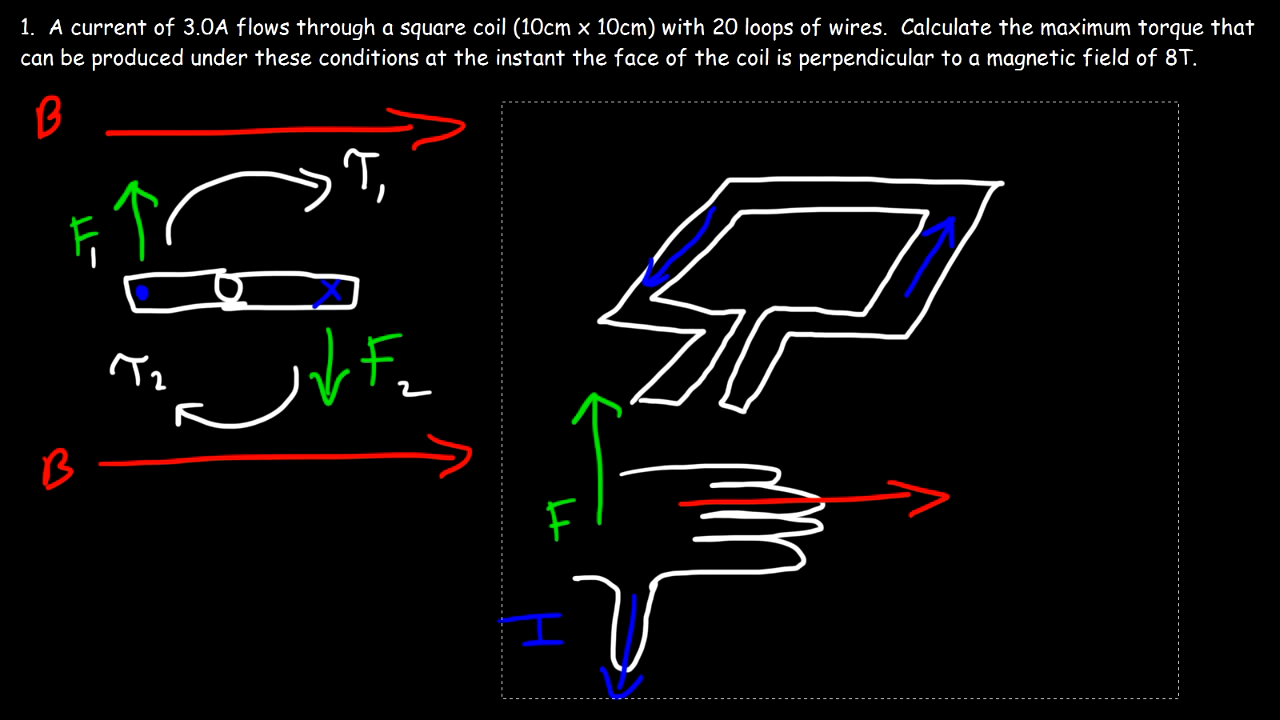 1. A current of 3.0A flows through a square coil (10cm x 10cm) with 20 loops of wires. Calculate the maximum torque that
can be produced under these conditions at the instant the face of the coil is perpendicular to a magnetic field of 8T.
B
τ₁
F₁
x
F₂
τ₂
B
F
I